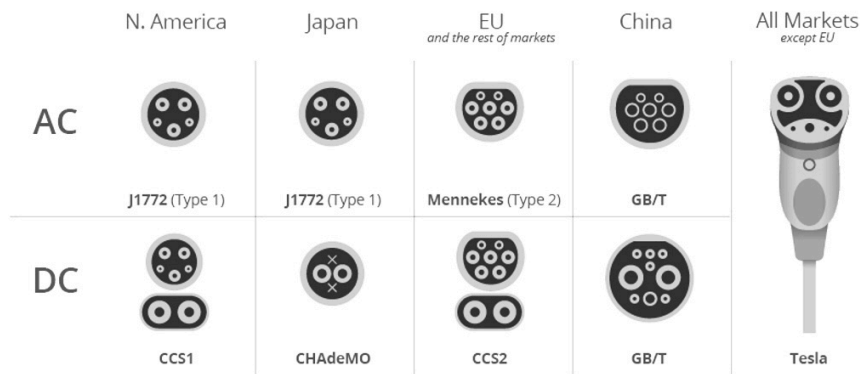 N. America
Japan
EU
and the rest of markets
China
All Markets
except EU
AC
J1772 (Type 1)
J1772 (Type 1)
Mennekes (Type 2)
GB/T
DC
CCS1
CHAdeMO
CCS2
GB/T
Tesla